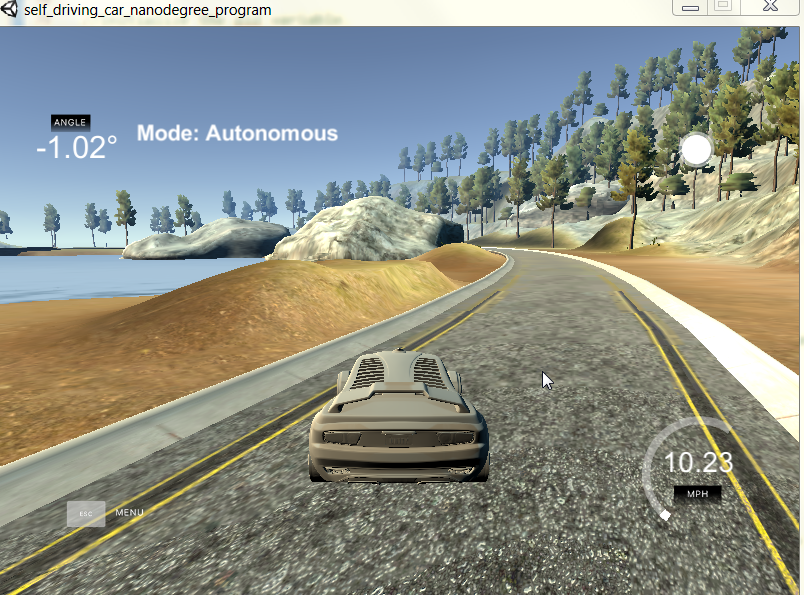 self_driving_car_nanodegree_program
ANGLE
-1.02°
Mode: Autonomous
10.23
MPH
ESC
MENU